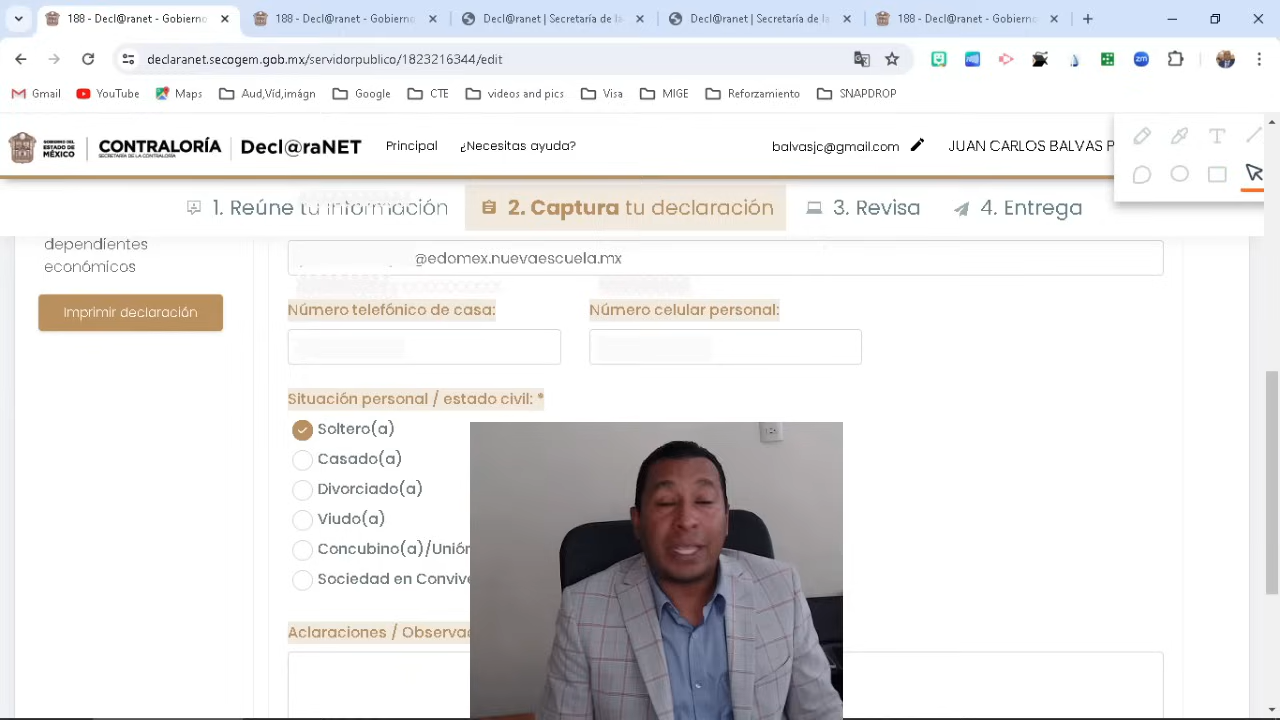 188 - Decl@ranet - Gobierno
188 - Decl@ranet - Gobierno
Decl@ranet | Secretaría de la
Decl@ranet | Secretaría de la
188 - Decl@ranet - Gobierno
declaranet.secogem.gob.mx/servidorpublico/1823216344/edit
Gmail
YouTube
Maps
Aud,Víd,imágn
Google
CTE
videos and pics
Visa
MIGE
Reforzamiento
SNAPDROP
GOBIERNO DEL
ESTADO DE
MÉXICO
CONTRALORÍA
SECRETARÍA DE LA CONTRALORÍA
Decl@raNET
Principal
¿Necesitas ayuda?
balvasjc@gmail.com
JUAN CARLOS BALVAS P
1. Reúne tu información
2. Captura tu declaración
3. Revisa
4. Entrega
dependientes
económicos
Imprimir declaración
@edomex.nuevaescuela.mx
Número telefónico de casa:
Número celular personal:
Situación personal / estado civil: *
Soltero(a)
Casado(a)
Divorciado(a)
Viudo(a)
Concubino(a)/Unión
Sociedad en Convive
Aclaraciones / Observac